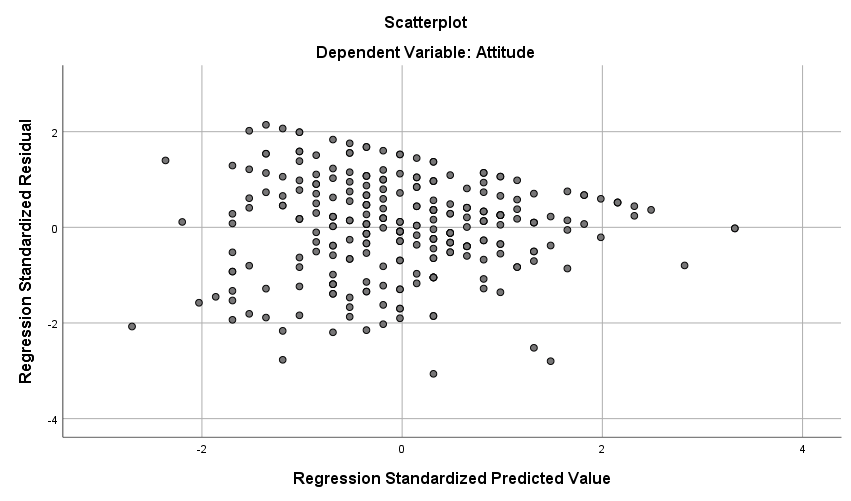 Scatterplot
Dependent Variable: Attitude
Regression Standardized Residual
2
0
-2
-4
-2
0
2
4
Regression Standardized Predicted Value